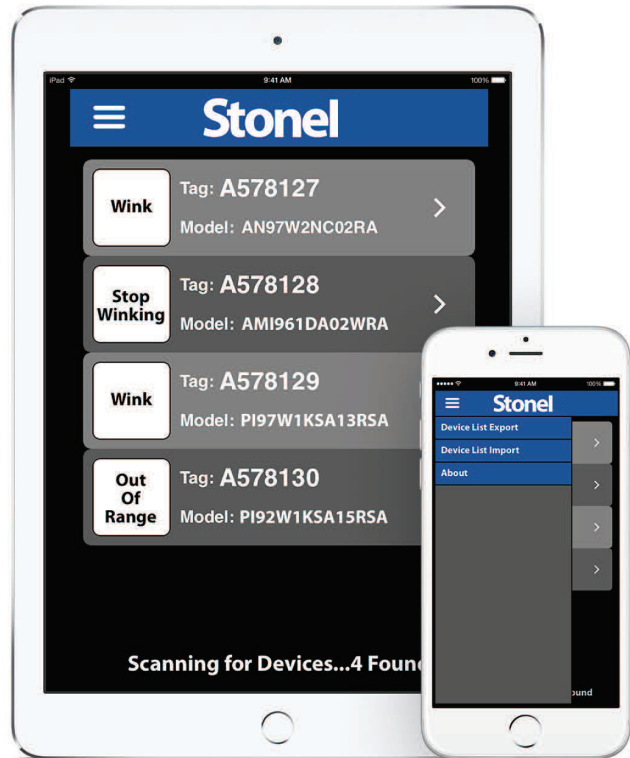 iPad 9:41 AM 100%
Stonel
Wink
Tag: A578127
Model: AN97W2NC02RA
Stop
Winking
Tag: A578128
Model: AMI961DA02WRA
Wink
Tag: A578129
Model: PI97W1KSA13RSA
Out
Of
Range
Tag: A578130
Model: PI92W1KSA15RSA
Scanning for Devices...4 Foun
9:41 AM 100%
Stonel
Device List Export
Device List Import
About
ound